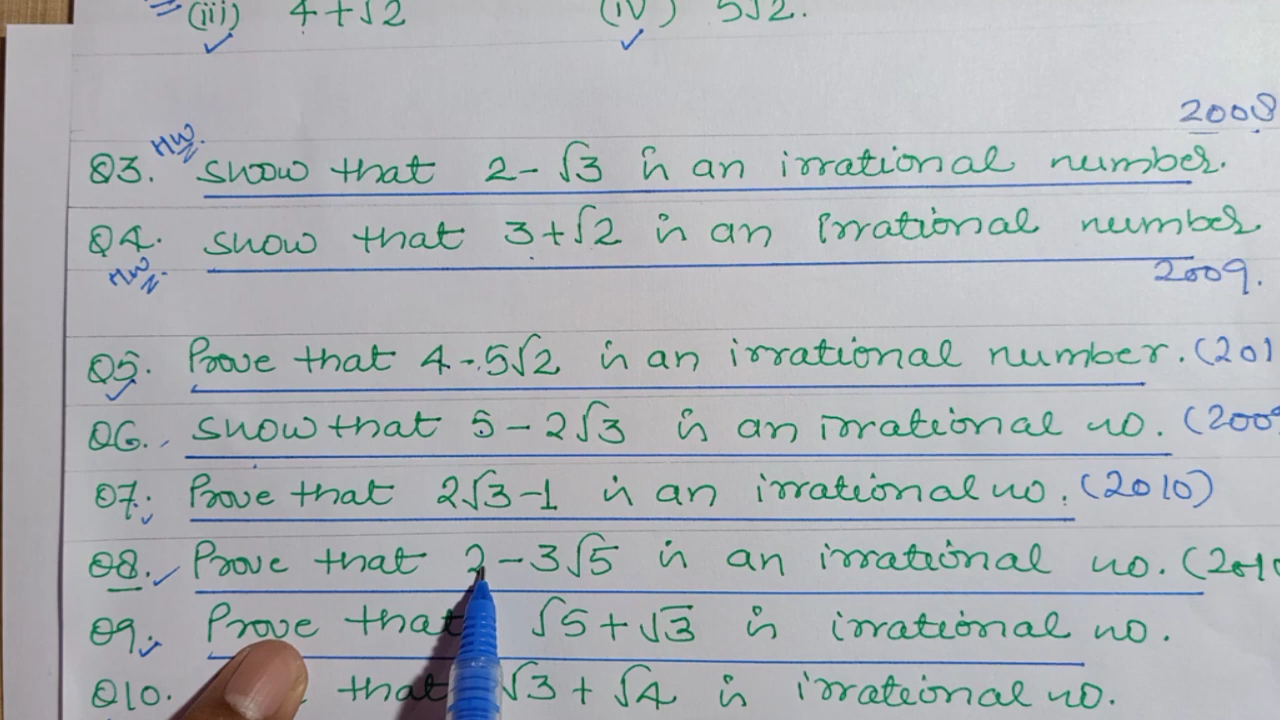 (iii) 4+√2 (iv) 5√2.
2008
Q3. HW N show that 2-√3 is an irrational number.
Q4. show that 3+√2 is an irrational number
HW N 2009.
Q5. Prove that 4-5√2 is an irrational number. (201
Q6. show that 5-2√3 is an irrational no. (2009
Q7. Prove that 2√3-1 is an irrational no. (2010)
Q8. Prove that 2-3√5 is an irrational no. (2010
Q9. Prove that √5+√3 is irrational no.
Q10. that √3+√4 is irrational no.